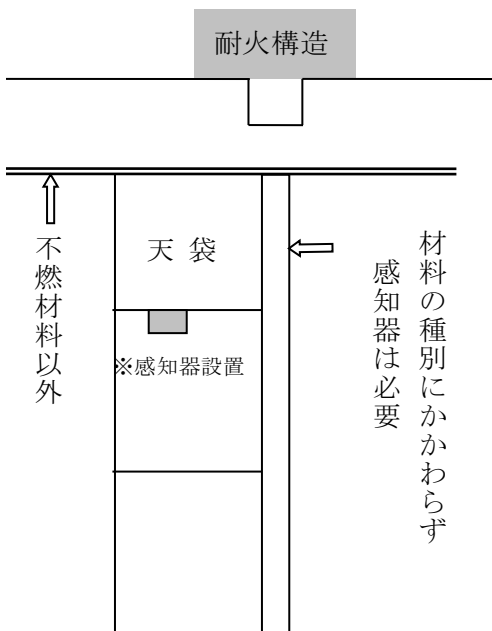 耐火構造
材料の種別にかかわらず
感知器は必要
天袋
不燃材料以外
※感知器設置